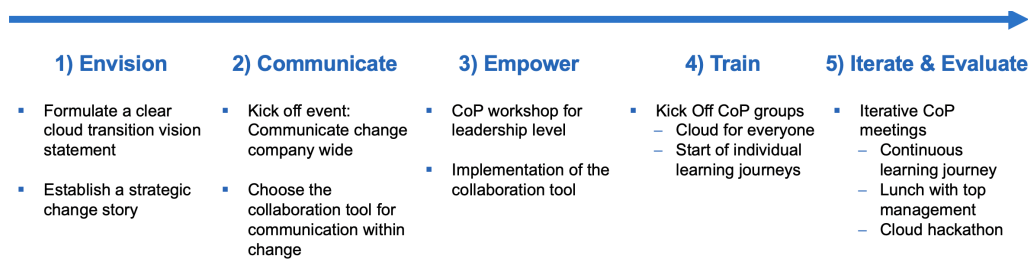 1) Envision
▪ Formulate a clear
cloud transition vision
statement
▪ Establish a strategic
change story
2) Communicate
▪ Kick off event:
Communicate change
company wide
▪ Choose the
collaboration tool for
communication within
change
3) Empower
▪ CoP workshop for
leadership level
▪ Implementation of the
collaboration tool
4) Train
▪ Kick Off CoP groups
– Cloud for everyone
– Start of individual
learning journeys
5) Iterate & Evaluate
▪ Iterative CoP
meetings
– Continuous
learning journey
– Lunch with top
management
– Cloud hackathon